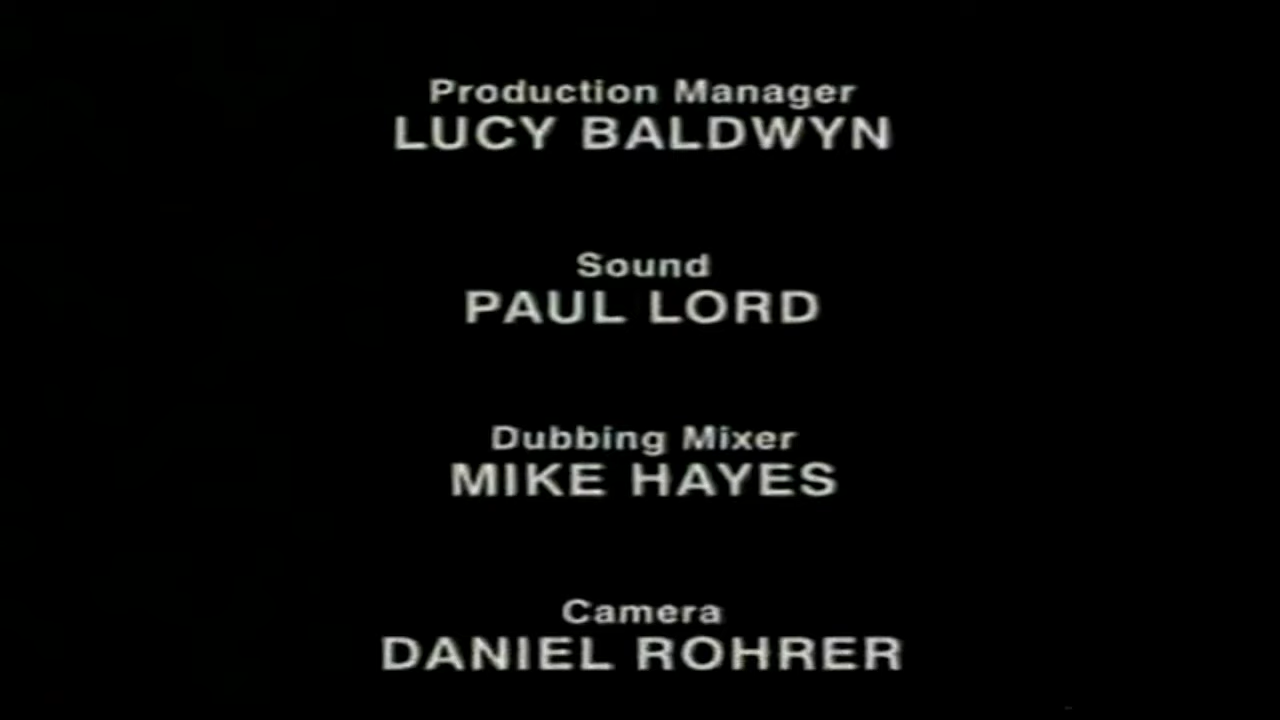 Production Manager
LUCY BALDWYN
Sound
PAUL LORD
Dubbing Mixer
MIKE HAYES
Camera
DANIEL ROHRER